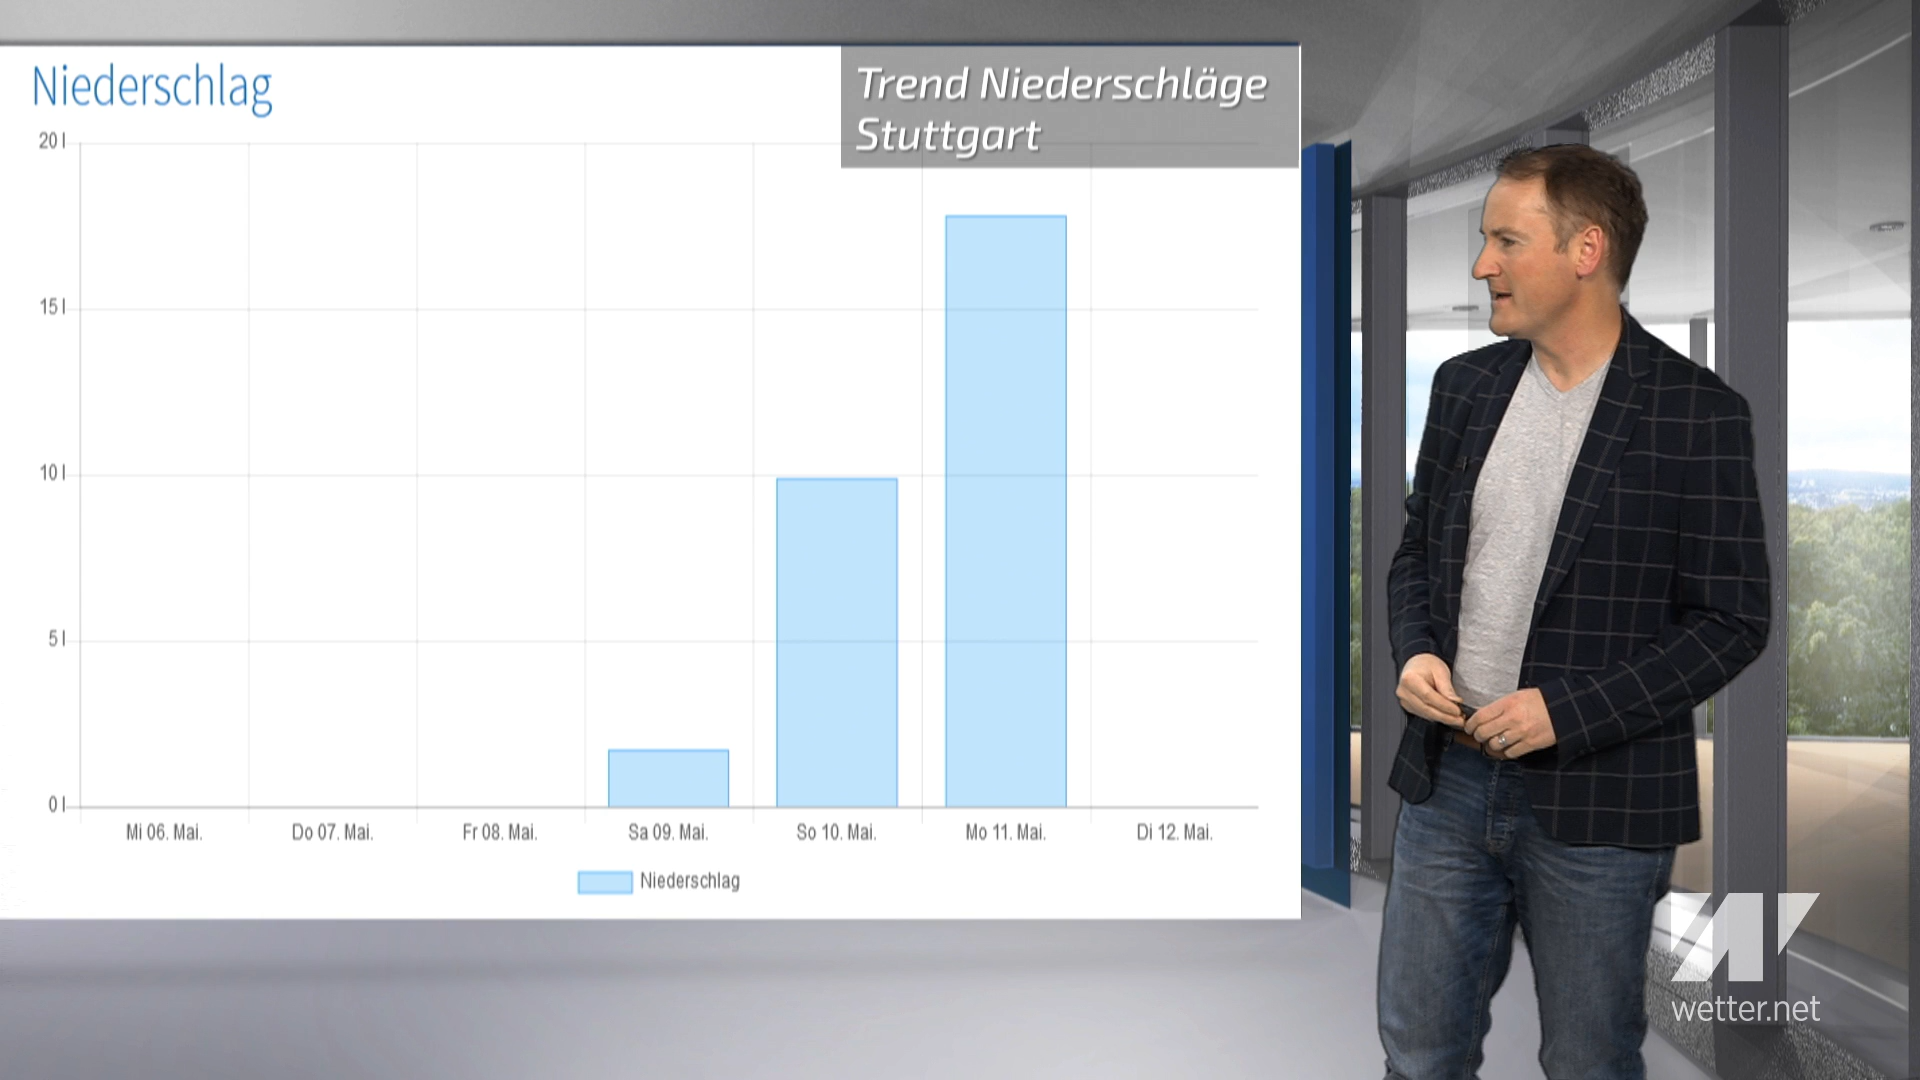 Niederschlag
Trend Niederschläge
Stuttgart
20 l
15 l
10 l
5 l
0 l
Mi 06. Mai.
Do 07. Mai.
Fr 08. Mai.
Sa 09. Mai.
So 10. Mai.
Mo 11. Mai.
Di 12. Mai.
Niederschlag
wetter.net